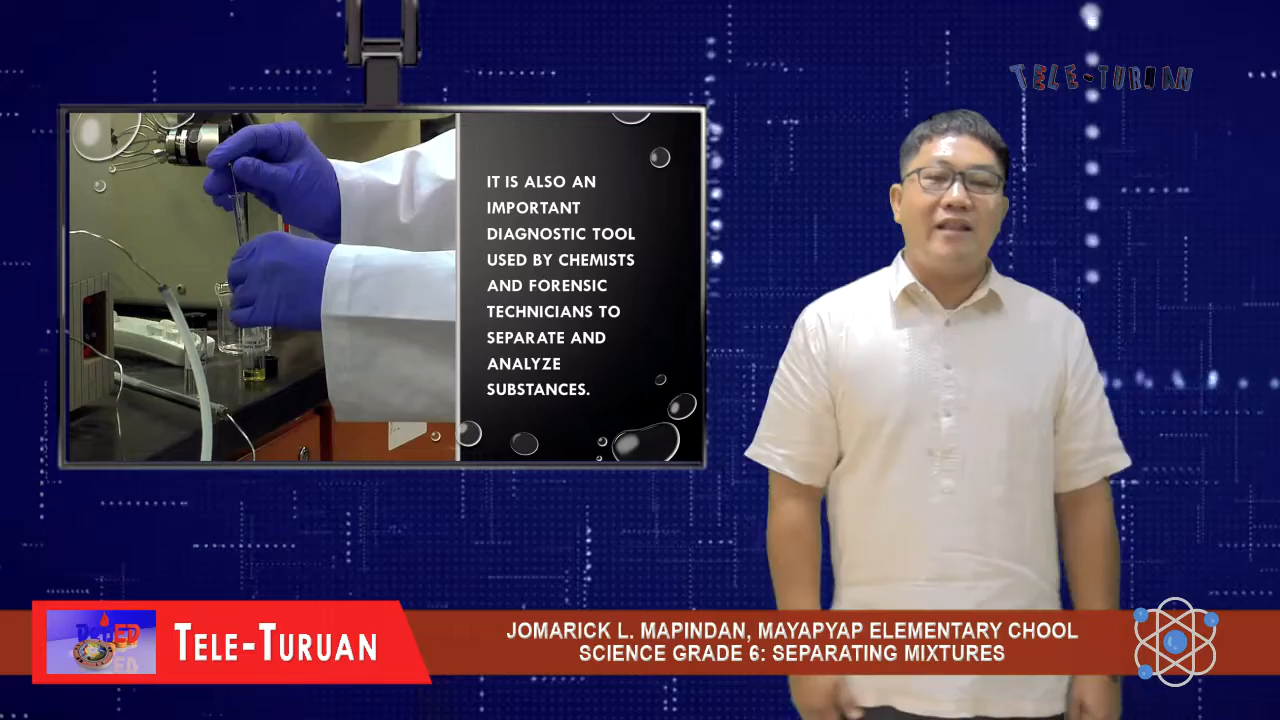 TELE-TURUAN
IT IS ALSO AN
IMPORTANT
DIAGNOSTIC TOOL
USED BY CHEMISTS
AND FORENSIC
TECHNICIANS TO
SEPARATE AND
ANALYZE
SUBSTANCES.
DepED
TELE-TURUAN
JOMARICK L. MAPINDAN, MAYAPYAP ELEMENTARY CHOOL
SCIENCE GRADE 6: SEPARATING MIXTURES